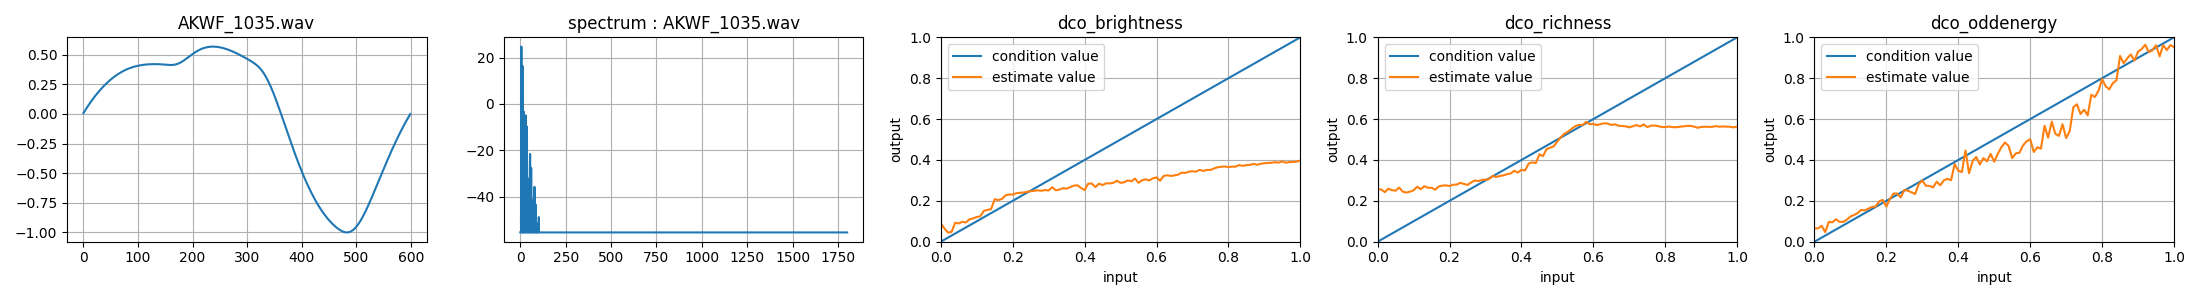 AKWF_1035.wav
0.50
0.25
0.00
−0.25
−0.50
−0.75
−1.00
0 100 200 300 400 500 600
spectrum : AKWF_1035.wav
20
0
−20
−40
0 250 500 750 1000 1250 1500 1750
dco_brightness
condition value
estimate value
output
1.0
0.8
0.6
0.4
0.2
0.0
0.0 0.2 0.4 0.6 0.8 1.0
input
dco_richness
condition value
estimate value
output
1.0
0.8
0.6
0.4
0.2
0.0
0.0 0.2 0.4 0.6 0.8 1.0
input
dco_oddenergy
condition value
estimate value
output
1.0
0.8
0.6
0.4
0.2
0.0
0.0 0.2 0.4 0.6 0.8 1.0
input